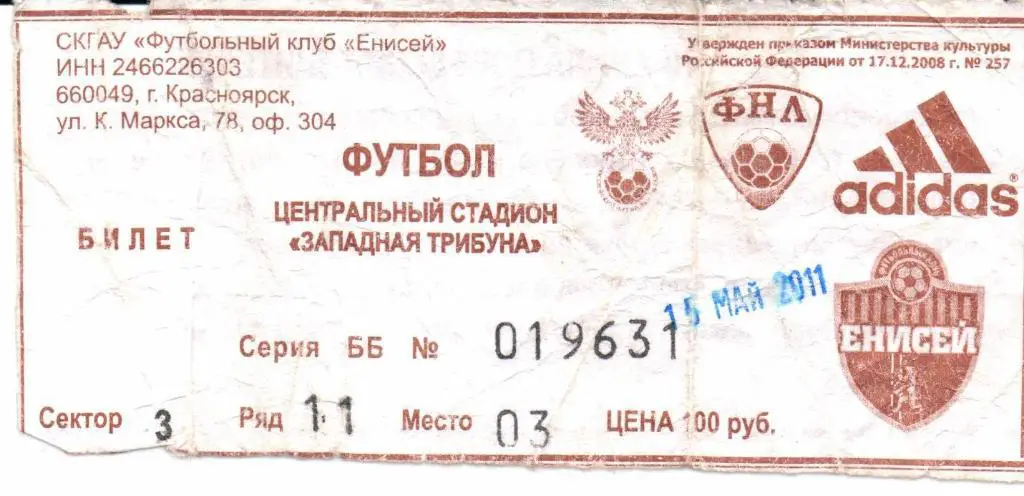 СКГАУ «Футбольный клуб «Енисей»
ИНН 2466226303
660049, г. Красноярск,
ул. К. Маркса, 78, оф. 304
Утвержден приказом Министерства культуры
Российской Федерации от 17.12.2008 г. № 257
ФНЛ
adidas®
ФУТБОЛ
ЦЕНТРАЛЬНЫЙ СТАДИОН
«ЗАПАДНАЯ ТРИБУНА»
БИЛЕТ
15 МАЙ 2011
ФУТБОЛЬНЫЙ КЛУБ
ЕНИСЕЙ
Серия ББ № 019631
Сектор 3 Ряд 11 Место 03 ЦЕНА 100 руб.